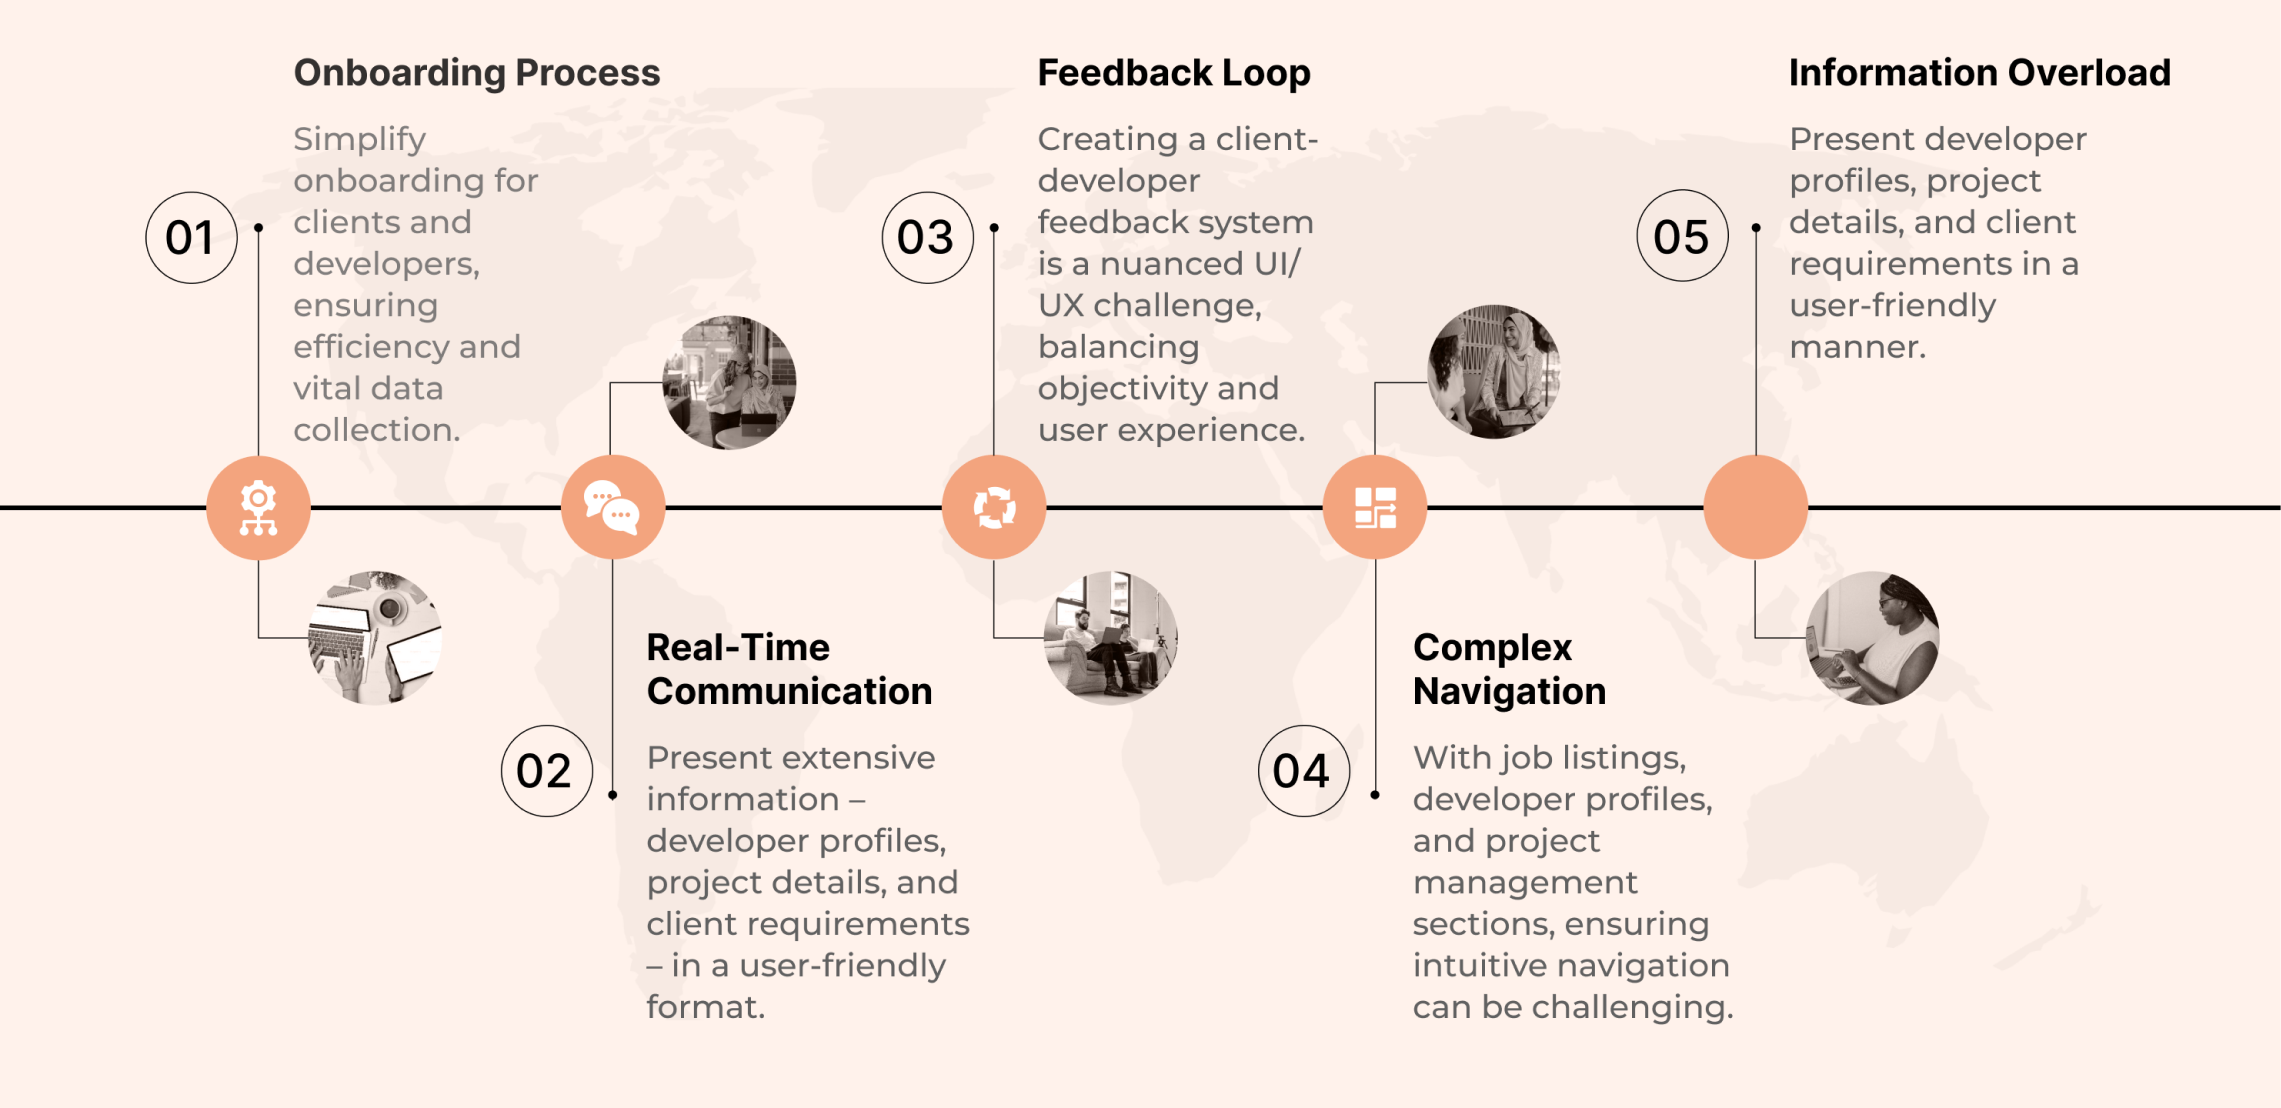 Onboarding Process
Simplify
onboarding for
clients and
developers,
ensuring
efficiency and
vital data
collection.
01
Real-Time
Communication
02
Present extensive
information –
developer profiles,
project details, and
client requirements
– in a user-friendly
format.
Feedback Loop
Creating a client-
developer
feedback system
is a nuanced UI/
UX challenge,
balancing
objectivity and
user experience.
03
Complex
Navigation
04
With job listings,
developer profiles,
and project
management
sections, ensuring
intuitive navigation
can be challenging.
Information Overload
Present developer
profiles, project
details, and client
requirements in a
user-friendly
manner.
05